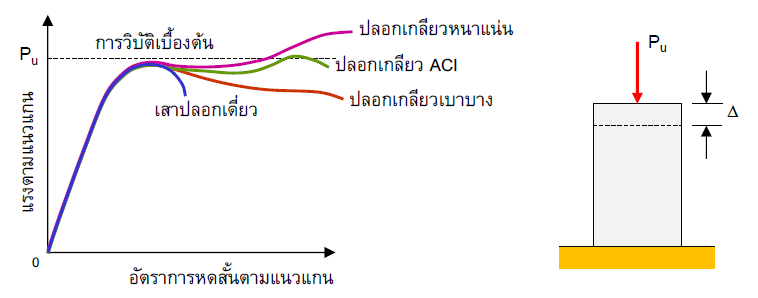 ปลอกเกลียวหนาแน่น
การวิบัติเบื้องต้น
Pu
ปลอกเกลียว ACI
ปลอกเกลียวเบาบาง
เสาปลอกเดี่ยว
แรงตามแนวแกน
0
อัตราการหดสั้นตามแนวแกน
Pu
Δ